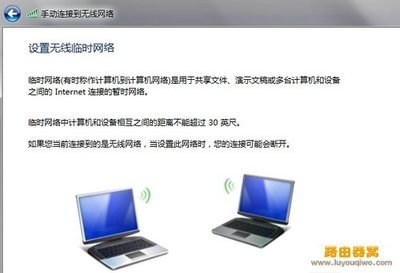 手动连接到无线网络
设置无线临时网络
临时网络(有时称作计算机到计算机网络)是用于共享文件、演示文稿或多台计算机和设备
之间的 Internet 连接的暂时网络。
临时网络中计算机和设备相互之间的距离不能超过 30 英尺。
如果您当前连接到的是无线网络，当设置此网络时，您的连接可能会断开。
路由器窝
www.luyouqiwo.com